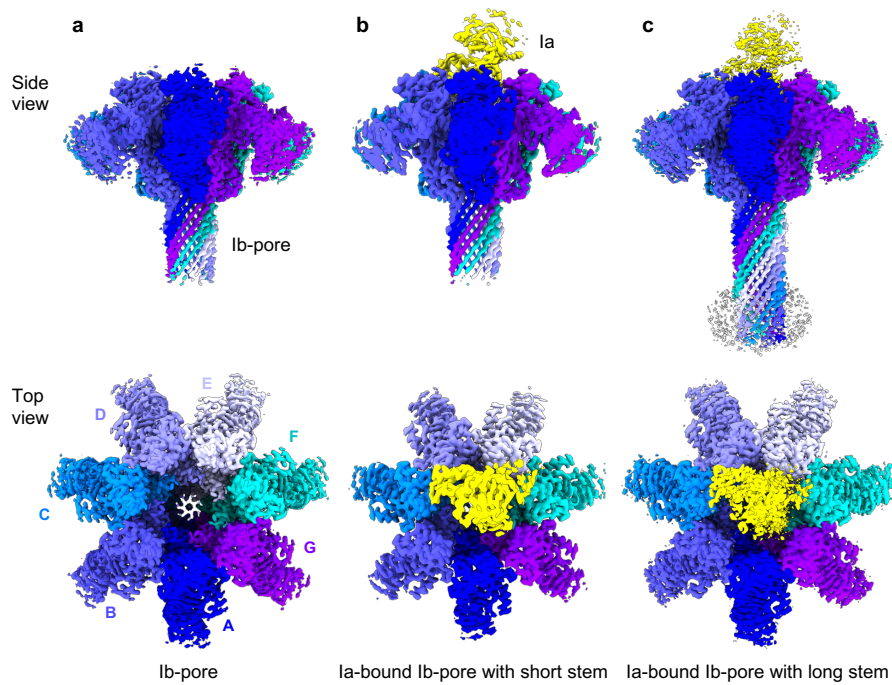 a
b
c
Ia
Side
view
Ib-pore
Top
view
E
D
F
C
G
B
A
Ib-pore
Ia-bound Ib-pore with short stem
Ia-bound Ib-pore with long stem